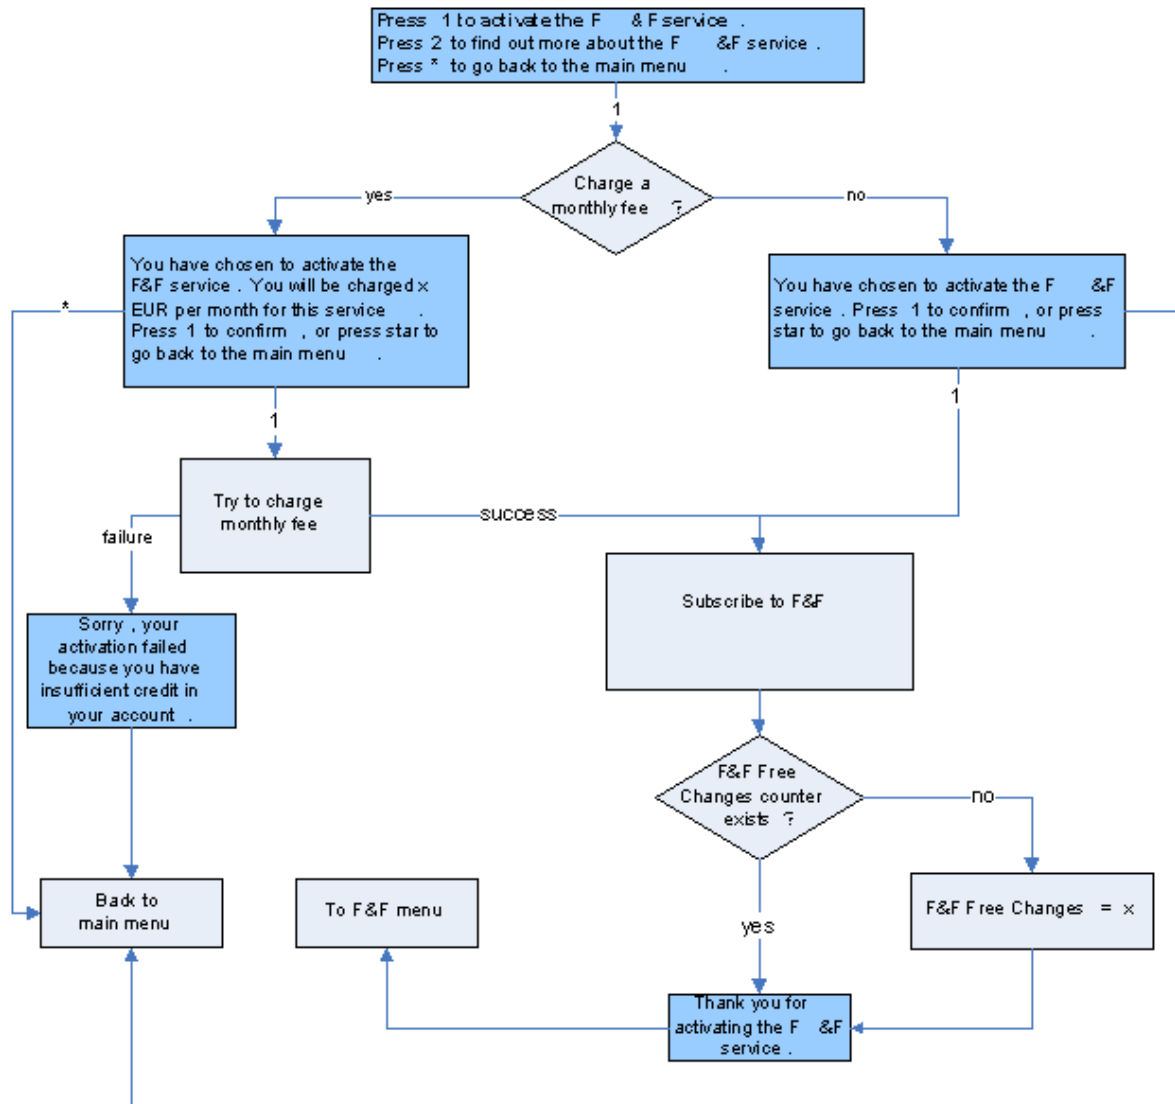 Press 1 to activate the F &F service .
Press 2 to find out more about the F &F service .
Press * to go back to the main menu .
1
Charge a
monthly fee ?
yes
no
You have chosen to activate the
F&F service . You will be charged x
EUR per month for this service .
Press 1 to confirm , or press star to
go back to the main menu .
*
You have chosen to activate the F &F
service . Press 1 to confirm , or press
star to go back to the main menu .
1
1
Try to charge
monthly fee
success
failure
Subscribe to F&F
Sorry , your
activation failed
because you have
insufficient credit in
your account .
F&F Free
Changes counter
exists ?
no
yes
Back to
main menu
To F&F menu
F&F Free Changes = x
Thank you for
activating the F &F
service .